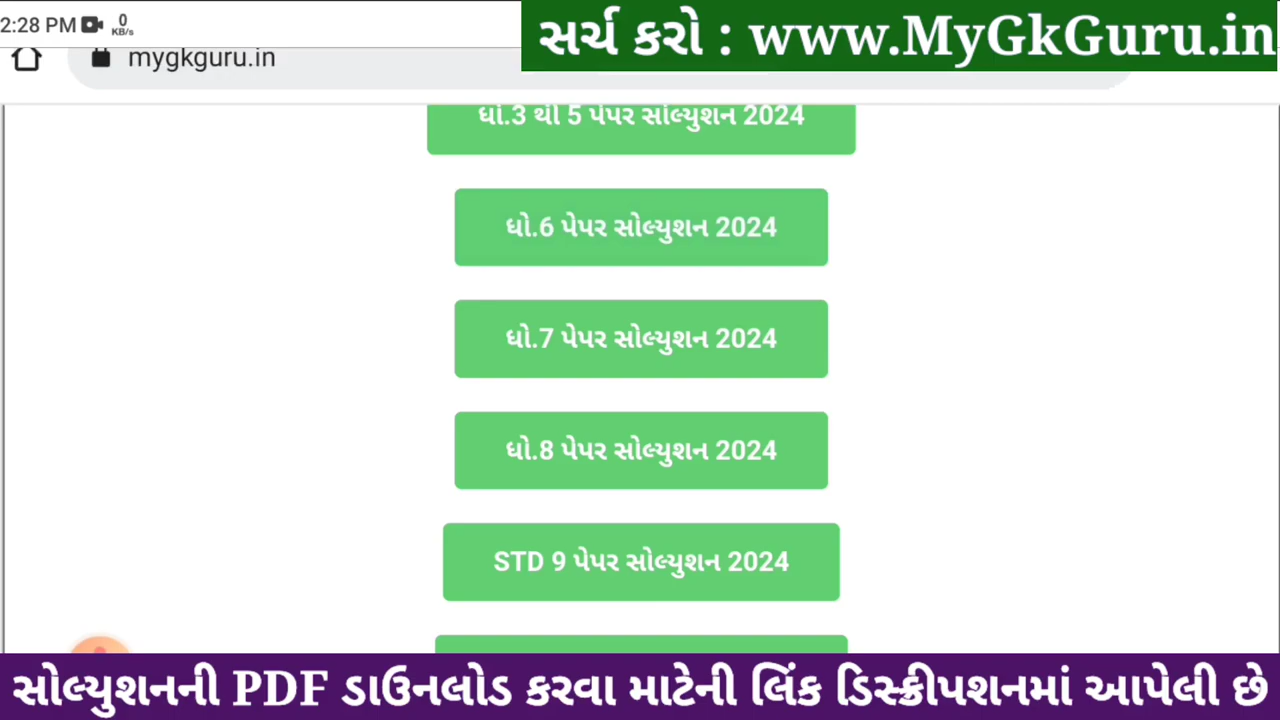 2:28 PM 0 KB/s
સર્ચ કરો : www.MyGkGuru.in
mygkguru.in
ધો.3 થી 5 પેપર સોલ્યુશન 2024
ધો.6 પેપર સોલ્યુશન 2024
ધો.7 પેપર સોલ્યુશન 2024
ધો.8 પેપર સોલ્યુશન 2024
STD 9 પેપર સોલ્યુશન 2024
સોલ્યુશનની PDF ડાઉનલોડ કરવા માટેની લિંક ડિસ્ક્રીપશનમાં આપેલી છે